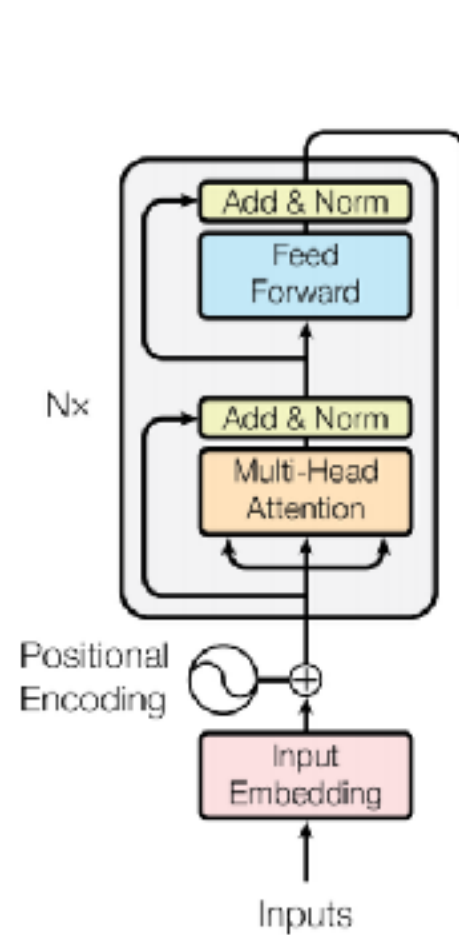 Add & Norm
Feed
Forward
Nx
Add & Norm
Multi-Head
Attention
Positional
Encoding
Input
Embedding
Inputs